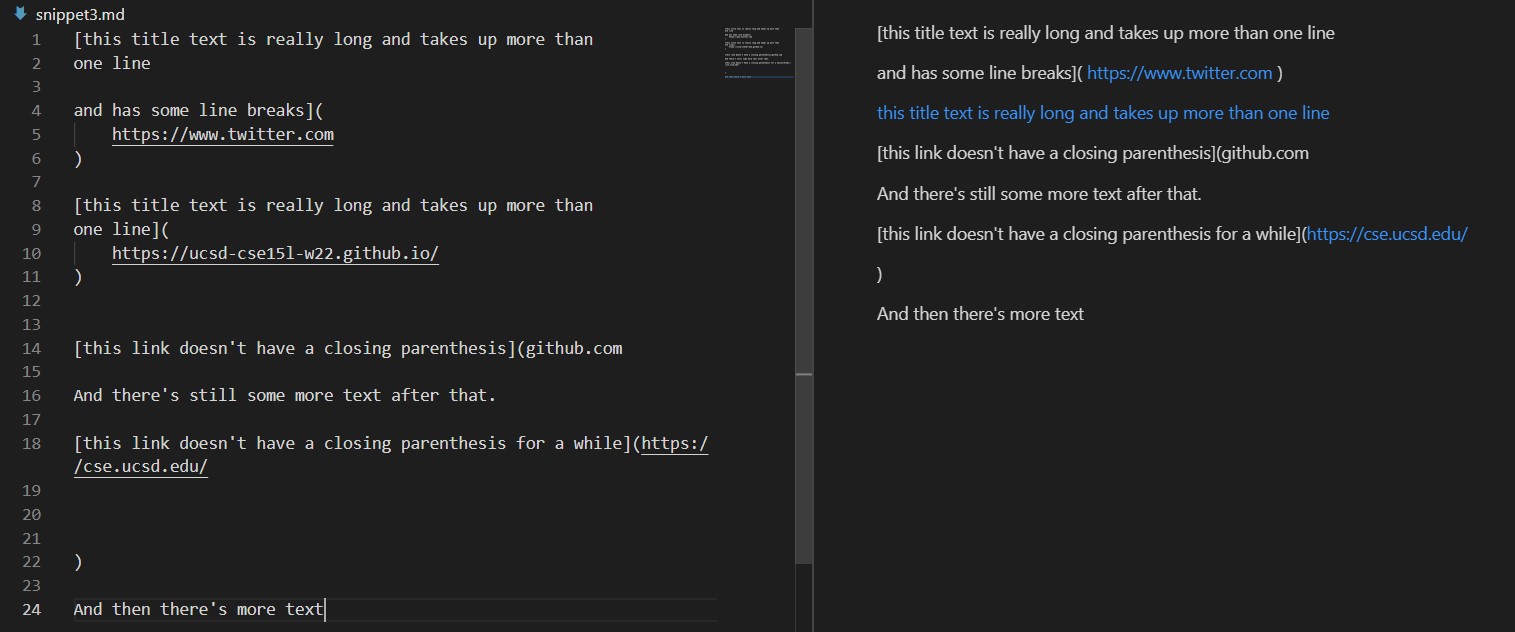 snippet3.md
1 [this title text is really long and takes up more than
2 one line
3
4 and has some line breaks](
5 https://www.twitter.com
6 )
7
8 [this title text is really long and takes up more than
9 one line](
10 https://ucsd-cse15l-w22.github.io/
11 )
12
13
14 [this link doesn't have a closing parenthesis](github.com
15
16 And there's still some more text after that.
17
18 [this link doesn't have a closing parenthesis for a while](https:/
/cse.ucsd.edu/
19
20
21
22 )
23
24 And then there's more text
[this title text is really long and takes up more than one line
and has some line breaks]( https://www.twitter.com )
this title text is really long and takes up more than one line
[this link doesn't have a closing parenthesis](github.com
And there's still some more text after that.
[this link doesn't have a closing parenthesis for a while](https://cse.ucsd.edu/
)
And then there's more text